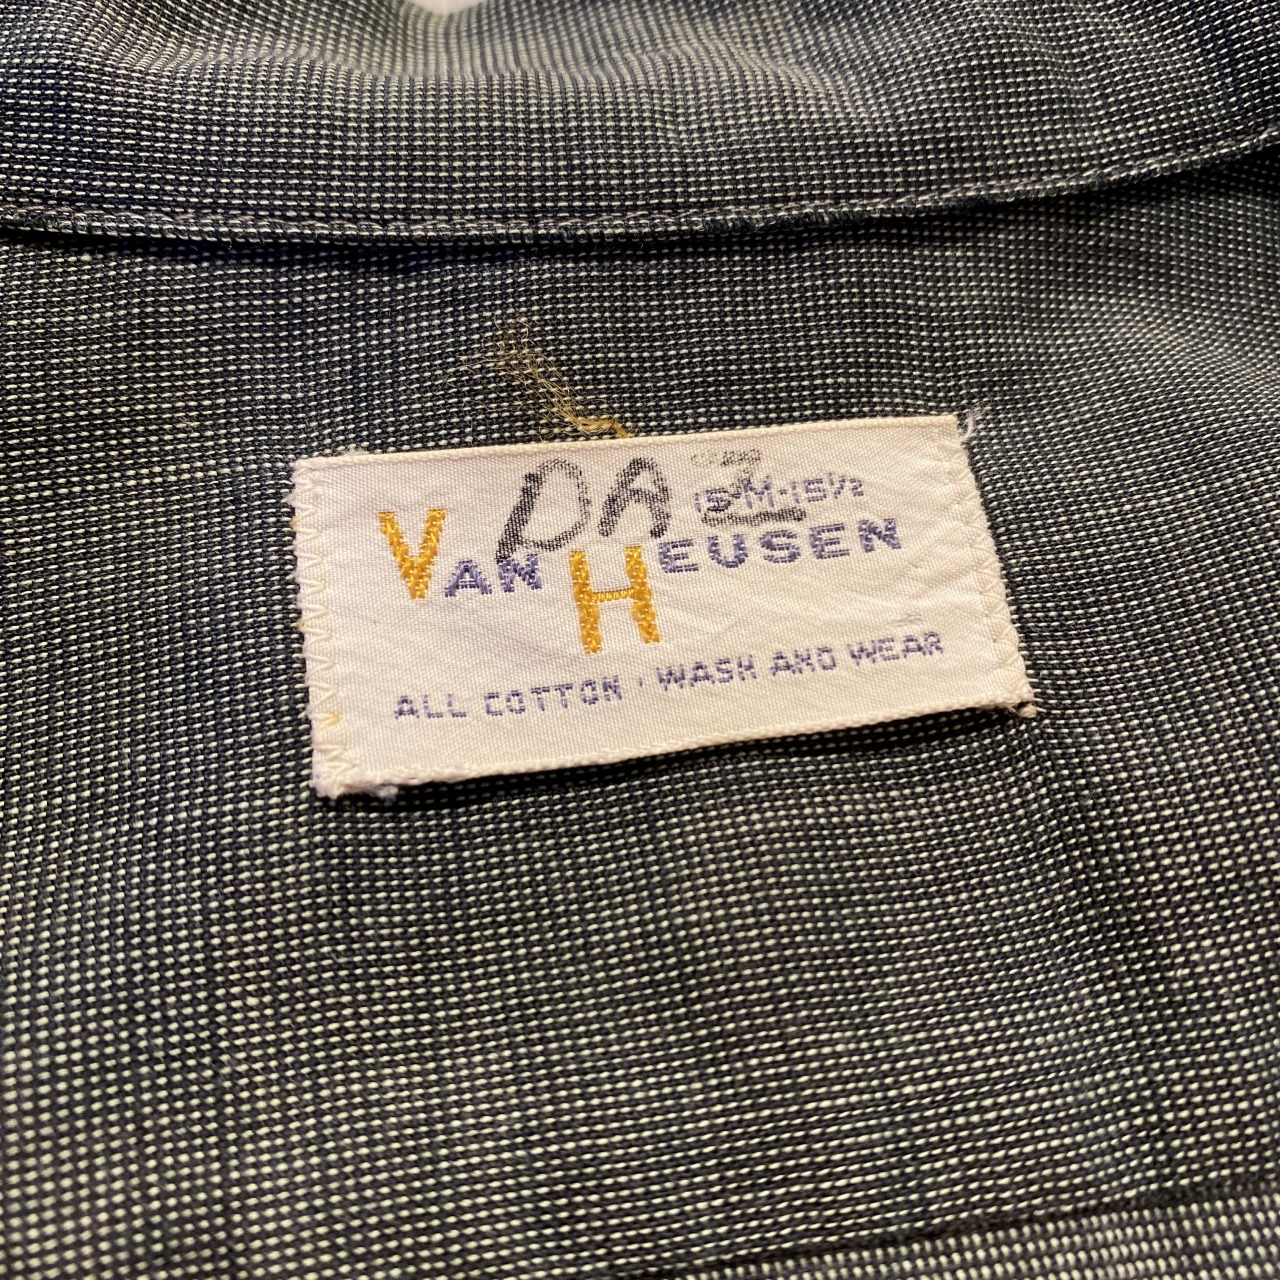 DA I
15-M-15½
VAN HEUSEN
ALL COTTON · WASH AND WEAR